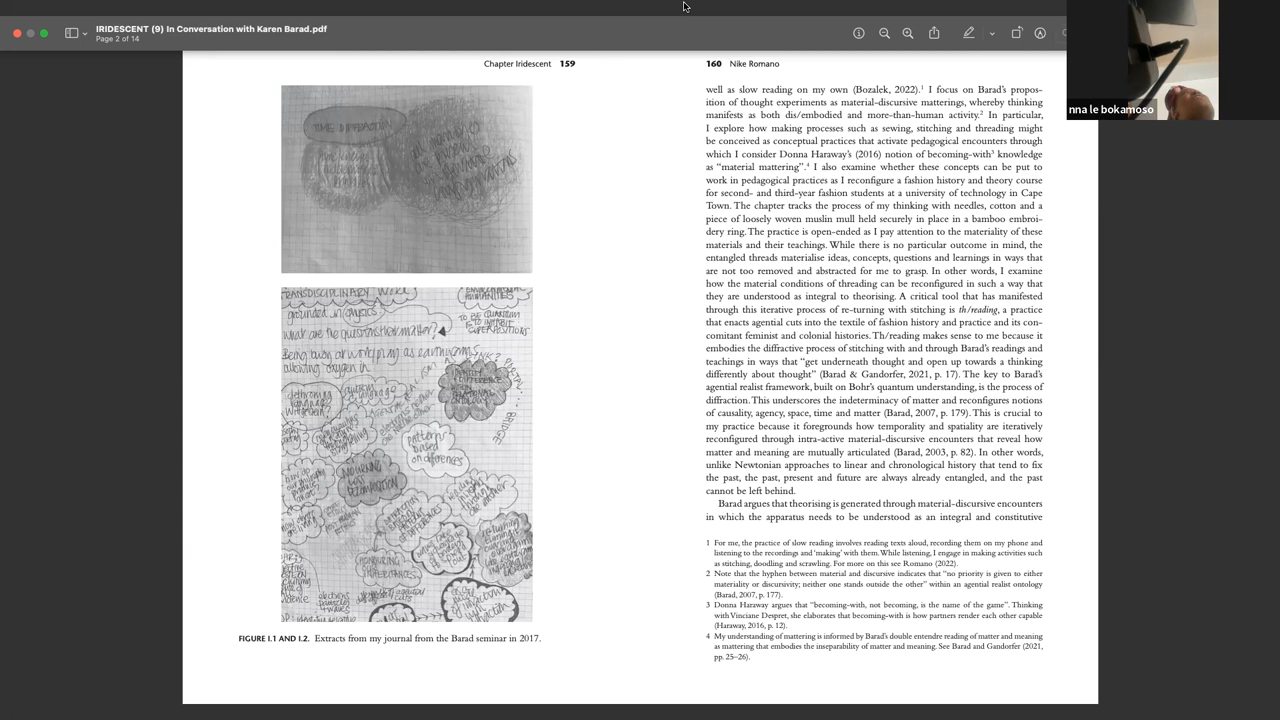 IRIDESCENT (9) In Conversation with Karen Barad.pdf
Page 2 of 14
nna le bokamoso
Chapter Iridescent 159
TRANSDISCIPLINARY WORK
grounded in physics
what are the questions that matter?
TO BE QUANTUM IS TO INHABIT SUPERPOSITIONS
BRIDGE
patterns based on differences
FIGURE I.1 AND I.2. Extracts from my journal from the Barad seminar in 2017.
160 Nike Romano
well as slow reading on my own (Bozalek, 2022).1 I focus on Barad's propos-
ition of thought experiments as material-discursive matterings, whereby thinking
manifests as both dis/embodied and more-than-human activity.2 In particular,
I explore how making processes such as sewing, stitching and threading might
be conceived as conceptual practices that activate pedagogical encounters through
which I consider Donna Haraway's (2016) notion of becoming-with3 knowledge
as "material mattering".4 I also examine whether these concepts can be put to
work in pedagogical practices as I reconfigure a fashion history and theory course
for second- and third-year fashion students at a university of technology in Cape
Town. The chapter tracks the process of my thinking with needles, cotton and a
piece of loosely woven muslin mull held securely in place in a bamboo embroi-
dery ring. The practice is open-ended as I pay attention to the materiality of these
materials and their teachings. While there is no particular outcome in mind, the
entangled threads materialise ideas, concepts, questions and learnings in ways that
are not too removed and abstracted for me to grasp. In other words, I examine
how the material conditions of threading can be reconfigured in such a way that
they are understood as integral to theorising. A critical tool that has manifested
through this iterative process of re-turning with stitching is th/reading, a practice
that enacts agential cuts into the textile of fashion history and practice and its con-
comitant feminist and colonial histories. Th/reading makes sense to me because it
embodies the diffractive process of stitching with and through Barad's readings and
teachings in ways that "get underneath thought and open up towards a thinking
differently about thought" (Barad & Gandorfer, 2021, p. 17). The key to Barad's
agential realist framework, built on Bohr's quantum understanding, is the process of
diffraction. This underscores the indeterminacy of matter and reconfigures notions
of causality, agency, space, time and matter (Barad, 2007, p. 179). This is crucial to
my practice because it foregrounds how temporality and spatiality are iteratively
reconfigured through intra-active material-discursive encounters that reveal how
matter and meaning are mutually articulated (Barad, 2003, p. 82). In other words,
unlike Newtonian approaches to linear and chronological history that tend to fix
the past, the past, present and future are always already entangled, and the past
cannot be left behind.
Barad argues that theorising is generated through material-discursive encounters
in which the apparatus needs to be understood as an integral and constitutive
1 For me, the practice of slow reading involves reading texts aloud, recording them on my phone and
listening to the recordings and 'making' with them. While listening, I engage in making activities such
as stitching, doodling and scrawling. For more on this see Romano (2022).
2 Note that the hyphen between material and discursive indicates that "no priority is given to either
materiality or discursivity; neither one stands outside the other" within an agential realist ontology
(Barad, 2007, p. 177).
3 Donna Haraway argues that "becoming-with, not becoming, is the name of the game". Thinking
with Vinciane Despret, she elaborates that becoming-with is how partners render each other capable
(Haraway, 2016, p. 12).
4 My understanding of mattering is informed by Barad's double entendre reading of matter and meaning
as mattering that embodies the inseparability of matter and meaning. See Barad and Gandorfer (2021,
pp. 25–26).